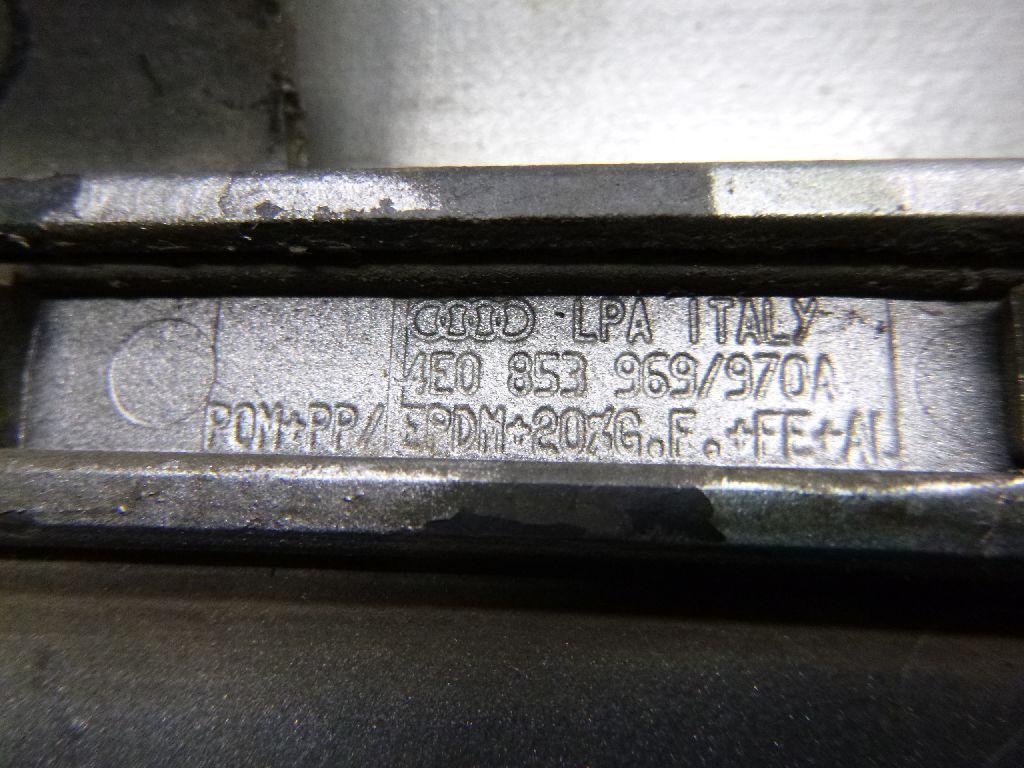 LPA ITALY
4E0 853 969/970A
POM+PP/EPDM+20%G.F.+FE+AL